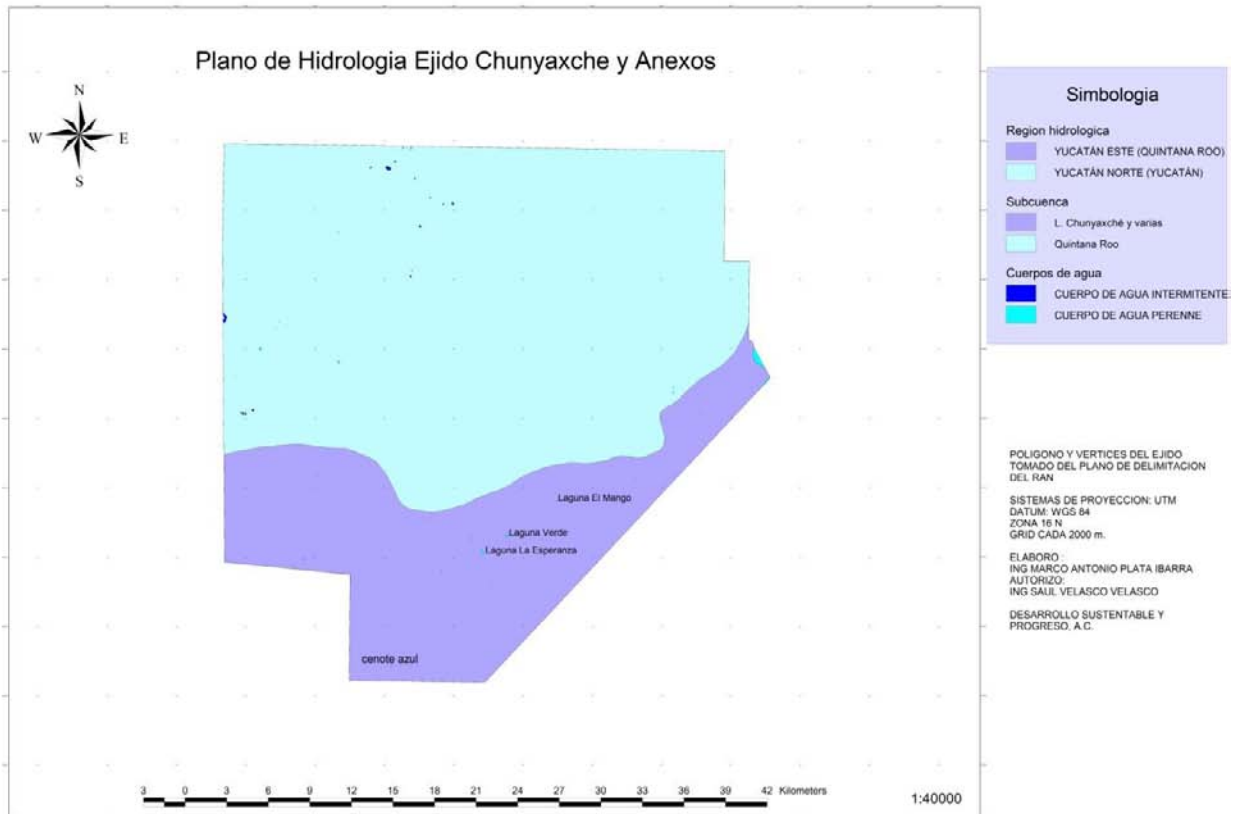 Plano de Hidrologia Ejido Chunyaxche y Anexos
N
W E
S
Simbologia
Region hidrologica
YUCATÁN ESTE (QUINTANA ROO)
YUCATÁN NORTE (YUCATÁN)
Subcuenca
L. Chunyaxché y varias
Quintana Roo
Cuerpos de agua
CUERPO DE AGUA INTERMITENTE
CUERPO DE AGUA PERENNE
Laguna El Mango
Laguna Verde
Laguna La Esperanza
cenote azul
POLIGONO Y VERTICES DEL EJIDO
TOMADO DEL PLANO DE DELIMITACION
DEL RAN
SISTEMAS DE PROYECCION: UTM
DATUM: WGS 84
ZONA 16 N
GRID CADA 2000 m.
ELABORO :
ING MARCO ANTONIO PLATA IBARRA
AUTORIZO:
ING SAUL VELASCO VELASCO
DESARROLLO SUSTENTABLE Y
PROGRESO, A.C.
3 0 3 6 9 12 15 18 21 24 27 30 33 36 39 42 Kilometers
1:40000